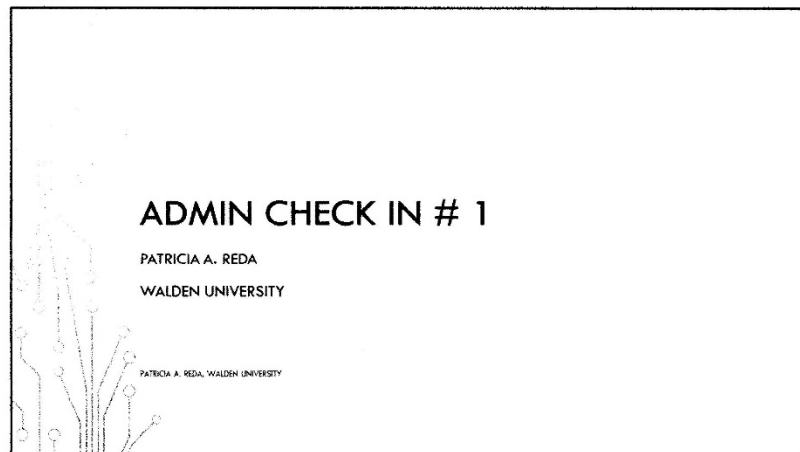 ADMIN CHECK IN # 1
PATRICIA A. REDA
WALDEN UNIVERSITY
PATRICIA A. REDA, WALDEN UNIVERSITY